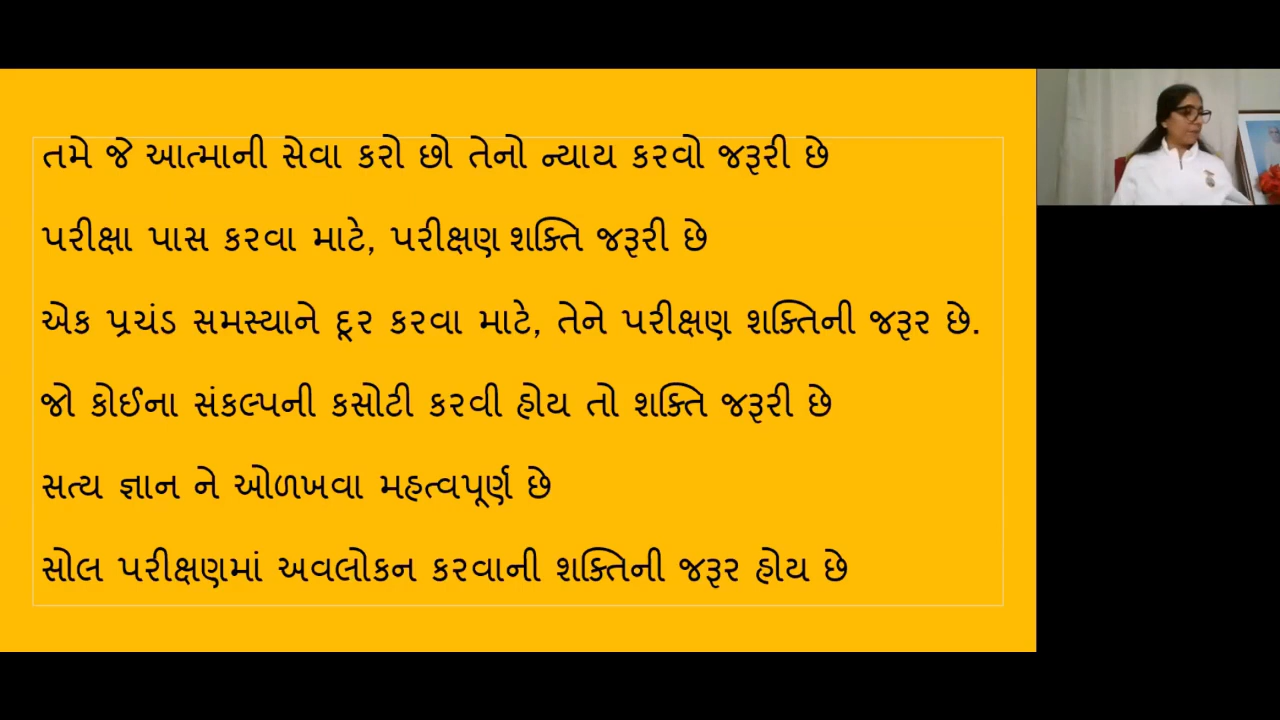 તમે જે આત્માની સેવા કરો છો તેનો ન્યાય કરવો જરૂરી છે
પરીક્ષા પાસ કરવા માટે, પરીક્ષણ શક્તિ જરૂરી છે
એક પ્રચંડ સમસ્યાને દૂર કરવા માટે, તેને પરીક્ષણ શક્તિની જરૂર છે.
જો કોઈના સંકલ્પની કસોટી કરવી હોય તો શક્તિ જરૂરી છે
સત્ય જ્ઞાન ને ઓળખવા મહત્વપૂર્ણ છે
સોલ પરીક્ષણમાં અવલોકન કરવાની શક્તિની જરૂર હોય છે